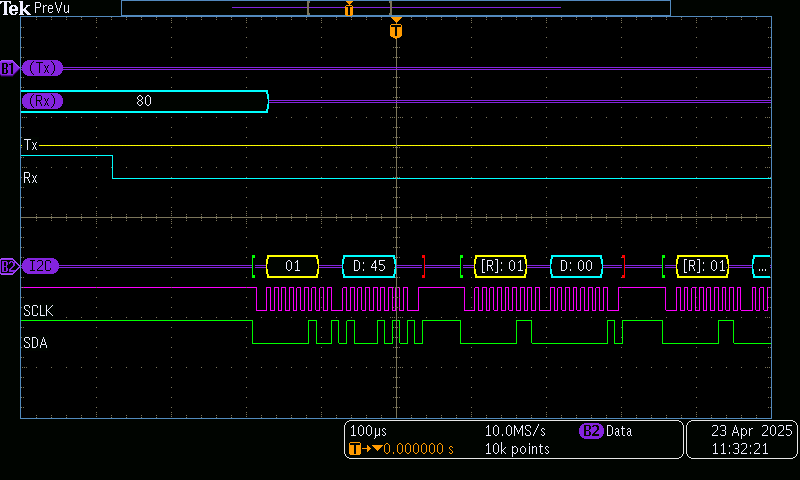 Tek PreVu
T
T
B1 (Tx)
(Rx) 80
Tx
Rx
B2 I2C 01 D: 45 [R]: 01 D: 00 [R]: 01 ...
SCLK
SDA
100µs 10.0MS/s B2 Data 23 Apr 2025
T→▼0.000000 s 10k points 11:32:21